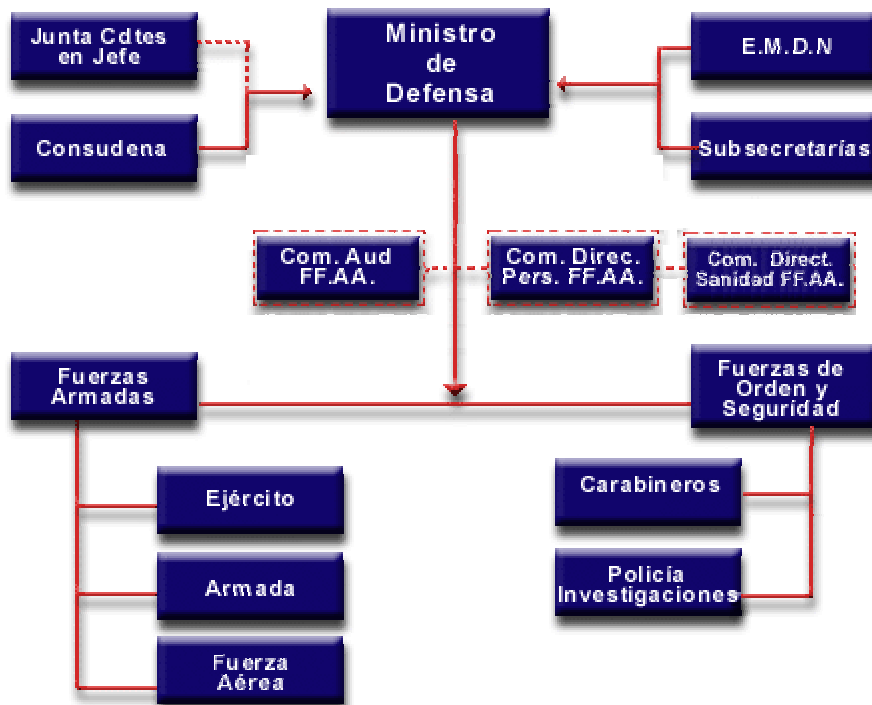 Junta Cdtes
en Jefe
Ministro
de
Defensa
E.M.D.N
Consudena
Subsecretarías
Com. Aud
FF.AA.
Com. Direc.
Pers. FF.AA.
Com. Direct.
Sanidad FF.AA.
Fuerzas
Armadas
Fuerzas de
Orden y
Seguridad
Ejército
Armada
Fuerza
Aérea
Carabineros
Policía
Investigaciones